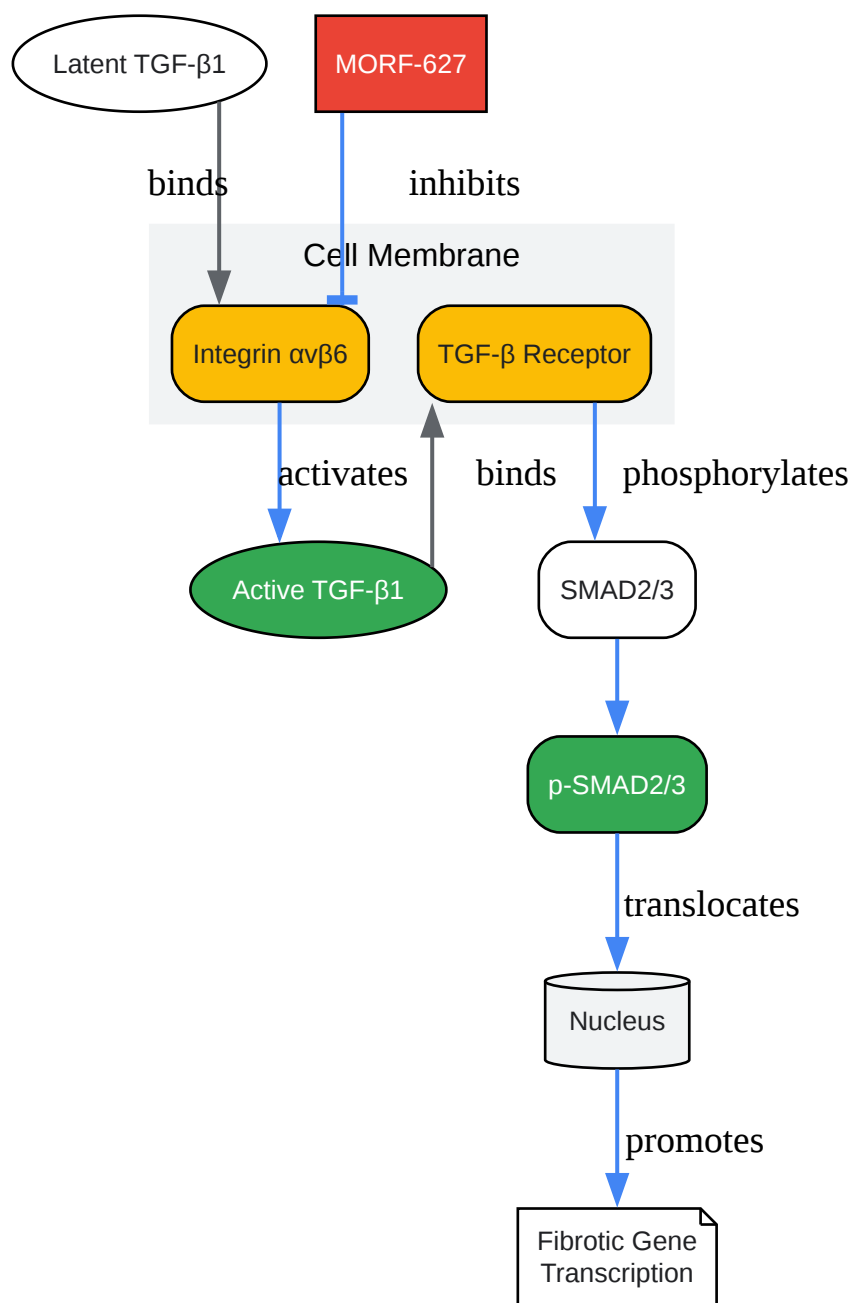 Latent TGF-β1
MORF-627
binds
inhibits
Cell Membrane
Integrin αvβ6
TGF-β Receptor
activates
binds
phosphorylates
Active TGF-β1
SMAD2/3
p-SMAD2/3
translocates
Nucleus
promotes
Fibrotic Gene
Transcription